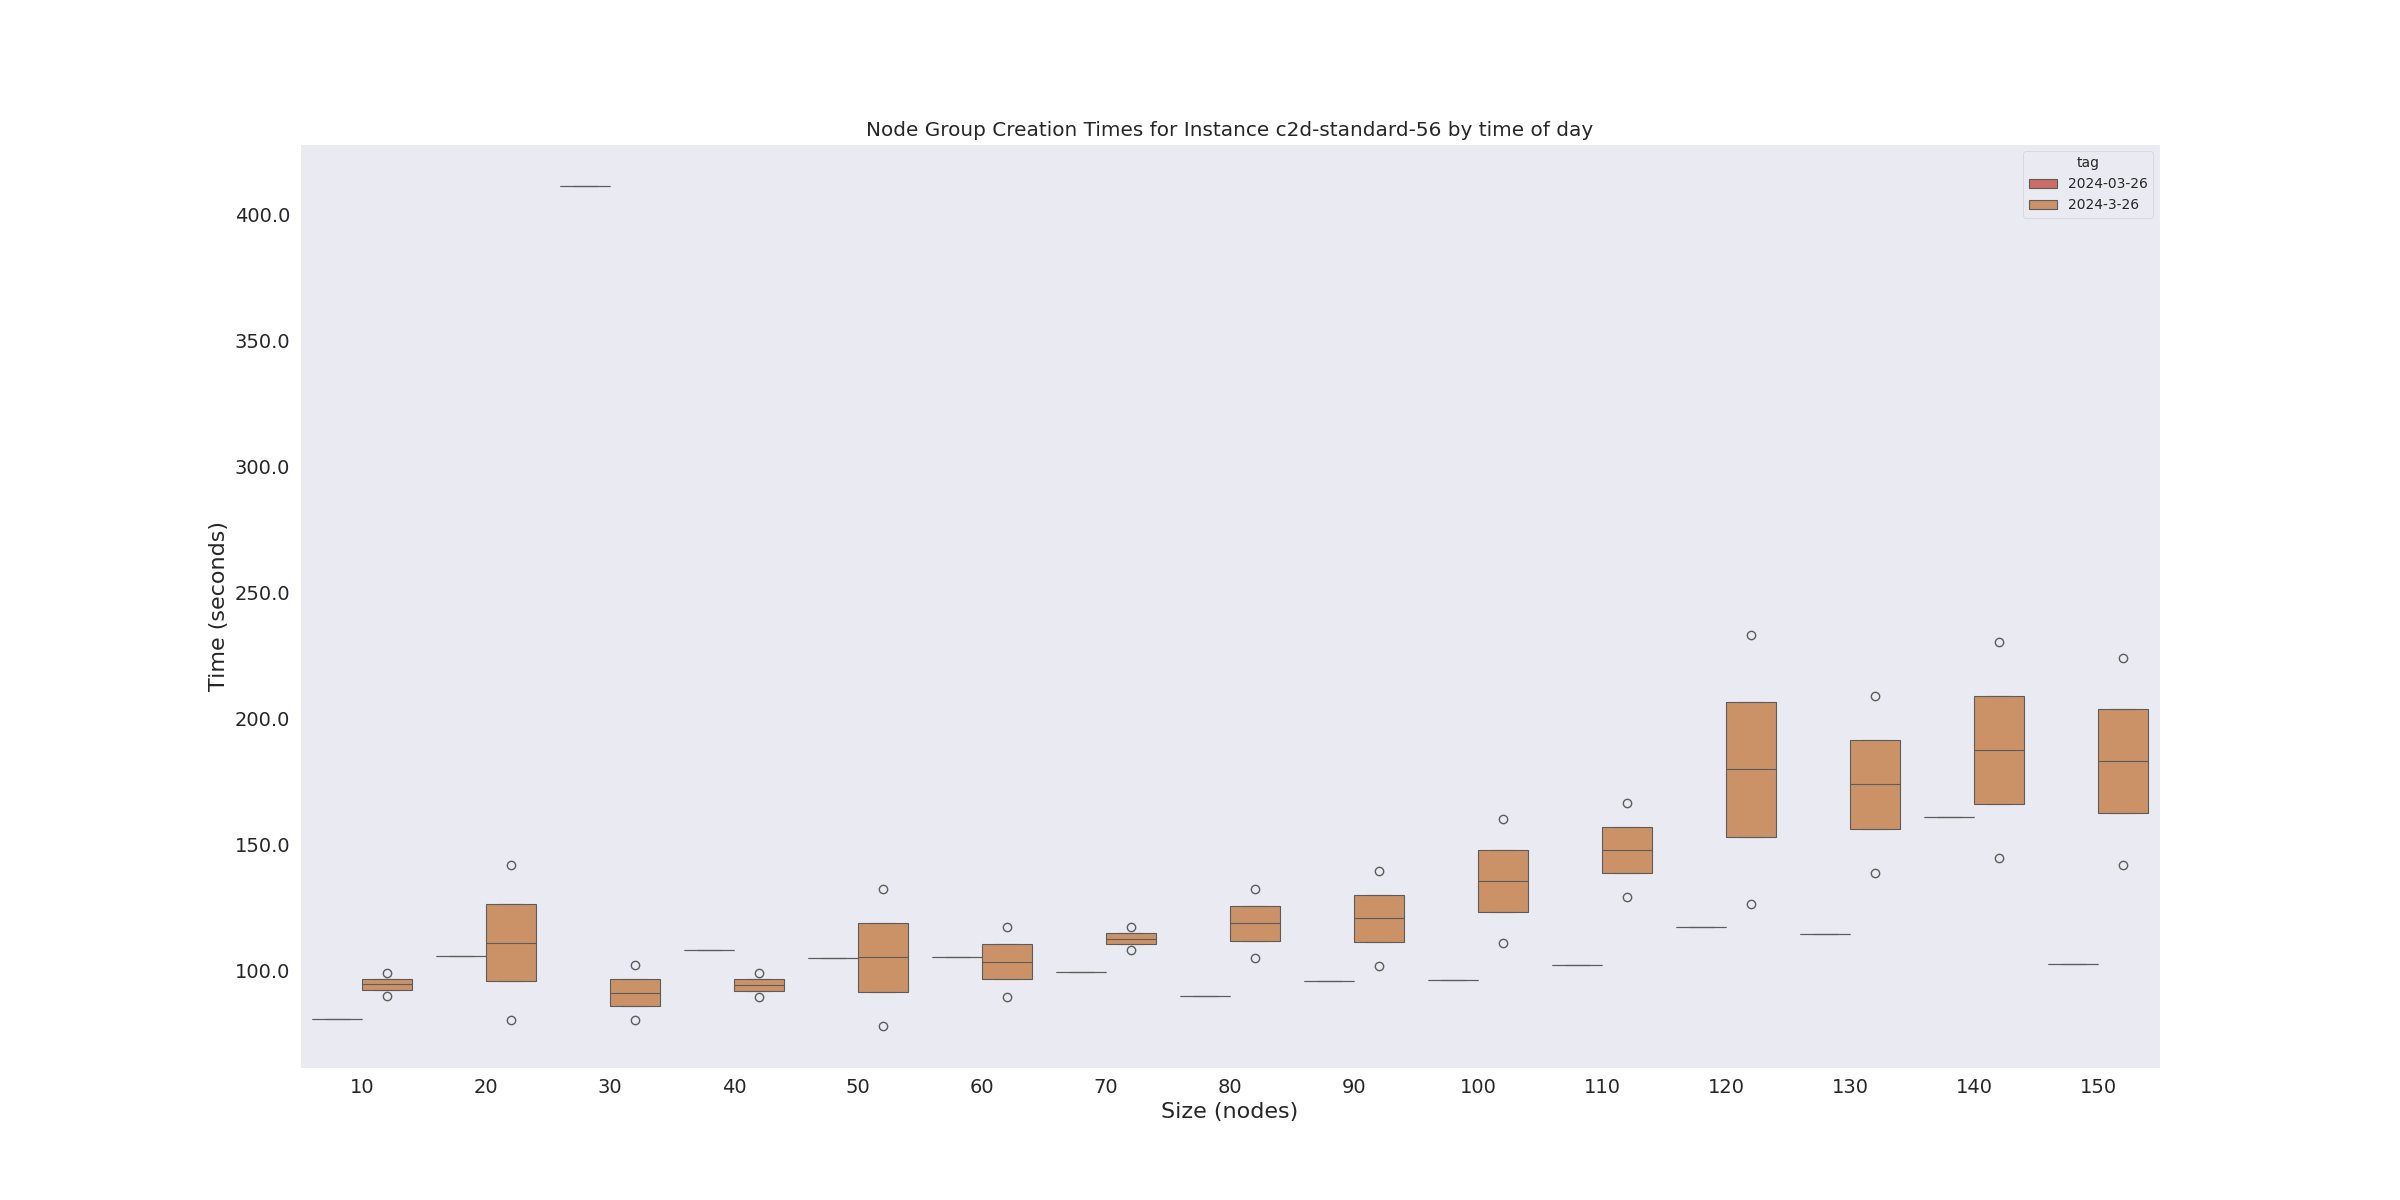 Node Group Creation Times for Instance c2d-standard-56 by time of day
tag
2024-03-26
2024-3-26
Time (seconds)
400.0
350.0
300.0
250.0
200.0
150.0
100.0
10 20 30 40 50 60 70 80 90 100 110 120 130 140 150
Size (nodes)